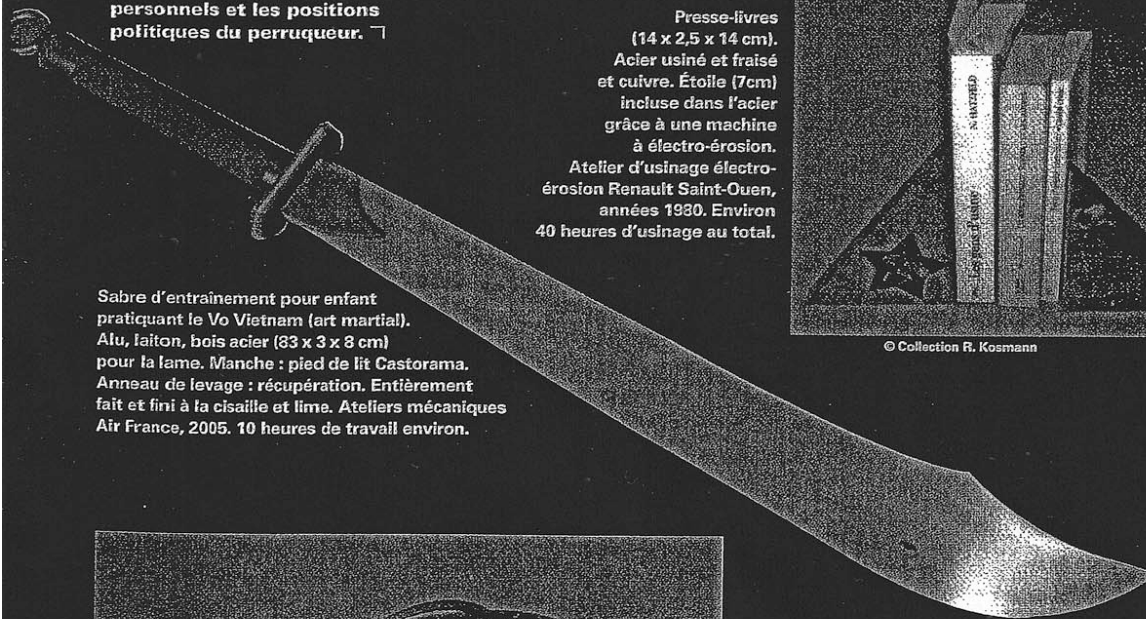 personnels et les positions
politiques du perruqueur.
Presse-livres
(14 x 2,5 x 14 cm).
Acier usiné et fraisé
et cuivre. Étoile (7cm)
incluse dans l'acier
grâce à une machine
à électro-érosion.
Atelier d'usinage électro-
érosion Renault Saint-Ouen,
années 1980. Environ
40 heures d'usinage au total.
N. HATZFELD
© Collection R. Kosmann
Sabre d'entraînement pour enfant
pratiquant le Vo Vietnam (art martial).
Alu, laiton, bois acier (83 x 3 x 8 cm)
pour la lame. Manche : pied de lit Castorama.
Anneau de levage : récupération. Entièrement
fait et fini à la cisaille et lime. Ateliers mécaniques
Air France, 2005. 10 heures de travail environ.